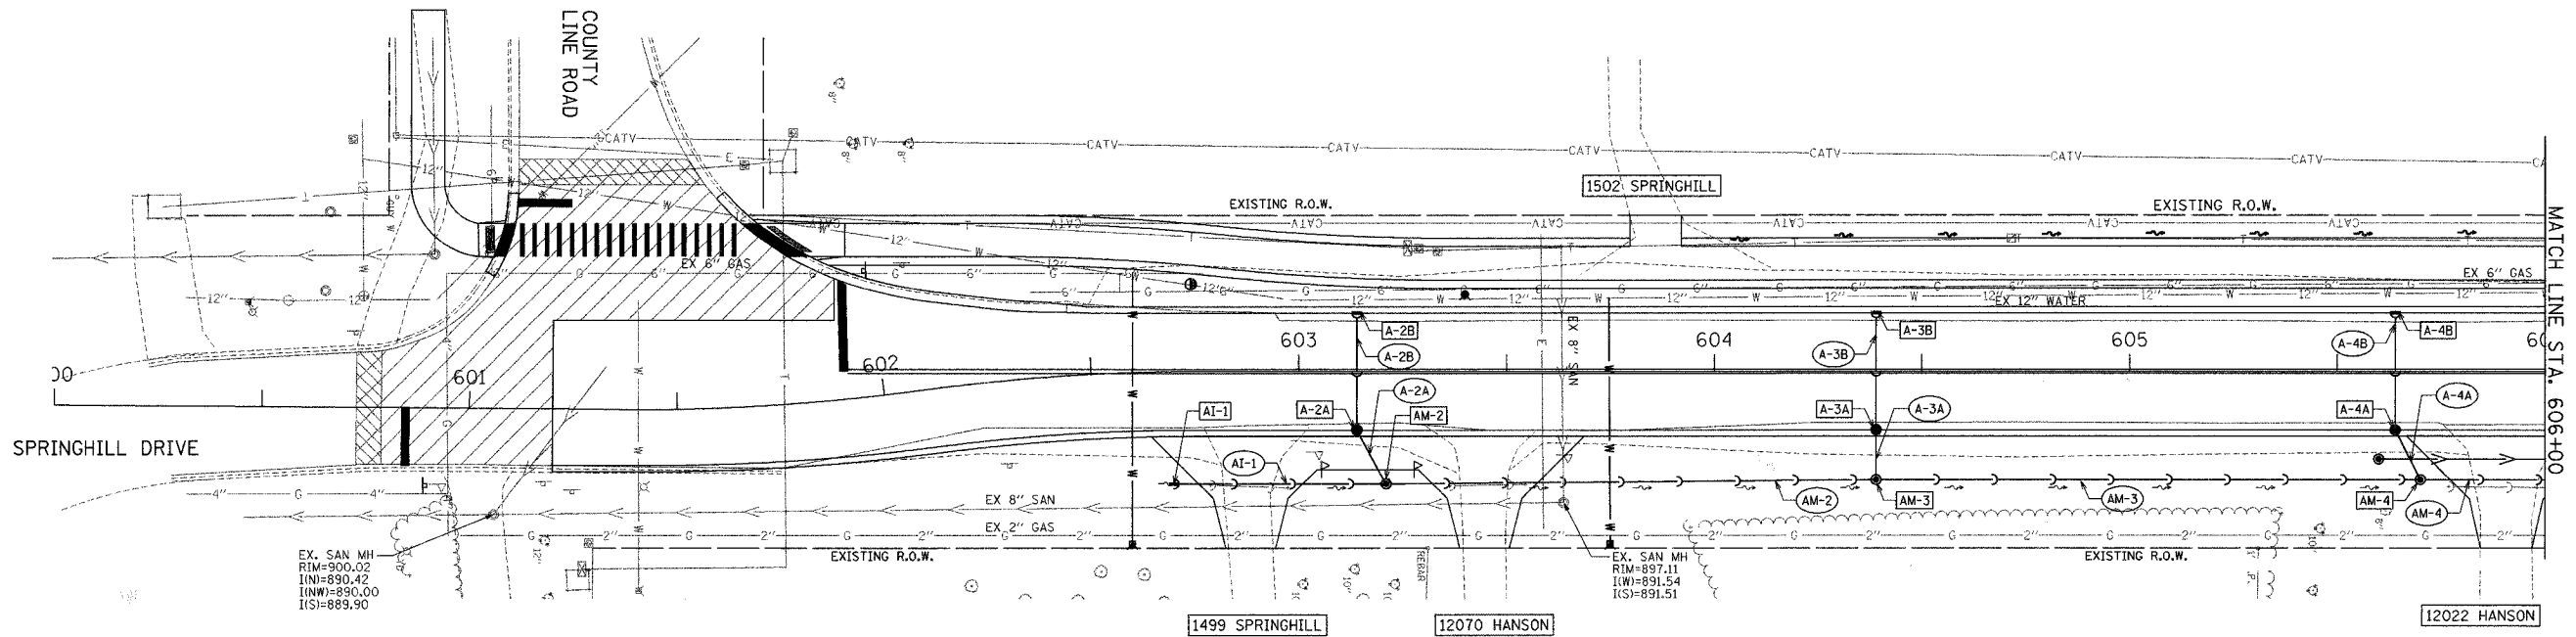 COUNTY
LINE ROAD
CATV
CATV
CATV
CATV
CATV
CATV
CATV
CATV
1502 SPRINGHILL
EXISTING R.O.W.
EXISTING R.O.W.
EX 6" GAS
EX 6" GAS
EX 12" WATER
EX 8" SAN
MATCH LINE STA. 606+00
A-2B
A-3B
A-4B
A-2B
A-3B
A-4B
603
604
605
601
602
A-2A
AI-1
A-2A
AM-2
A-3A
A-3A
A-4A
A-4A
SPRINGHILL DRIVE
AI-1
AM-2
AM-3
AM-3
AM-4
AM-4
4" G 4"
EX 8" SAN
EX 2" GAS
EXISTING R.O.W.
EXISTING R.O.W.
REBAR
EX. SAN MH
RIM=900.02
I(N)=890.42
I(NW)=890.00
I(S)=889.90
EX. SAN MH
RIM=897.11
I(W)=891.54
I(S)=891.51
1499 SPRINGHILL
12070 HANSON
12022 HANSON